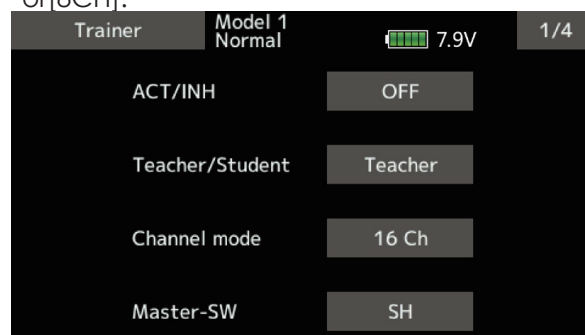 Trainer Model 1 Normal 7.9V 1/4
ACT/INH OFF
Teacher/Student Teacher
Channel mode 16 Ch
Master-SW SH